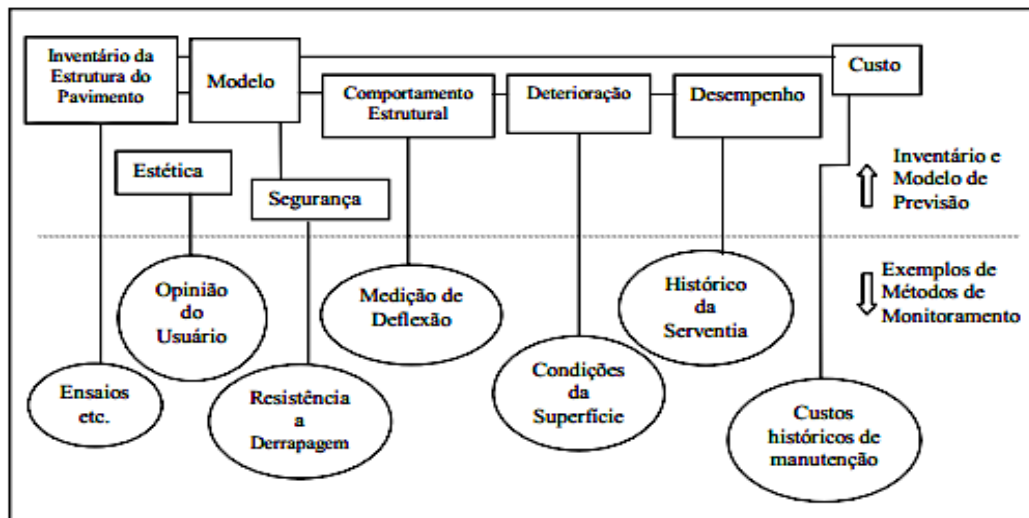 Inventário da
Estrutura do
Pavimento
Modelo
Comportamento
Estrutural
Deterioração
Desempenho
Custo
Estética
Segurança
Inventário e
Modelo de
Previsão
Opinião
do
Usuário
Medição de
Deflexão
Histórico
da
Serventia
Exemplos de
Métodos de
Monitoramento
Ensaios
etc.
Resistência
a
Derrapagem
Condições
da
Superfície
Custos
históricos de
manutenção